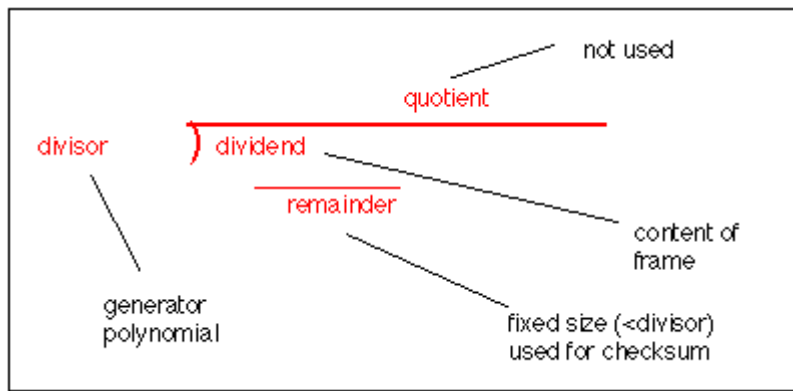 not used
quotient
divisor
dividend
remainder
content of
frame
generator
polynomial
fixed size (<divisor)
used for checksum